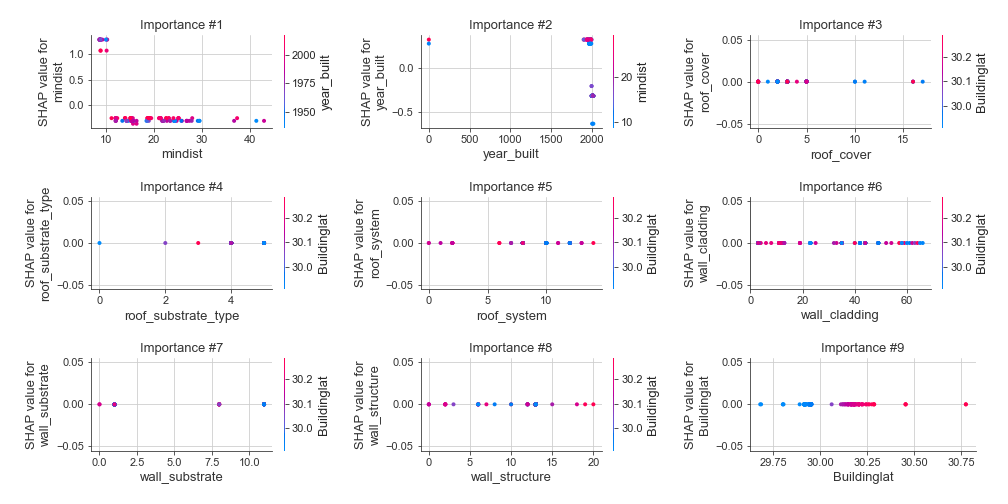 Importance #1
SHAP value for
mindist
1.0
0.5
0.0
10
20
30
40
mindist
2000
1975
1950
year_built
Importance #2
SHAP value for
year_built
0.0
−0.5
0
500
1000
1500
2000
year_built
20
10
mindist
Importance #3
SHAP value for
roof_cover
0.05
0.00
−0.05
0
5
10
15
roof_cover
30.2
30.1
30.0
Buildinglat
Importance #4
SHAP value for
roof_substrate_type
0.05
0.00
−0.05
0
2
4
roof_substrate_type
30.2
30.1
30.0
Buildinglat
Importance #5
SHAP value for
roof_system
0.05
0.00
−0.05
0
5
10
roof_system
30.2
30.1
30.0
Buildinglat
Importance #6
SHAP value for
wall_cladding
0.05
0.00
−0.05
0
20
40
60
wall_cladding
30.2
30.1
30.0
Buildinglat
Importance #7
SHAP value for
wall_substrate
0.05
0.00
−0.05
0.0
2.5
5.0
7.5
10.0
wall_substrate
30.2
30.1
30.0
Buildinglat
Importance #8
SHAP value for
wall_structure
0.05
0.00
−0.05
0
5
10
15
20
wall_structure
30.2
30.1
30.0
Buildinglat
Importance #9
SHAP value for
Buildinglat
0.05
0.00
−0.05
29.75
30.00
30.25
30.50
30.75
Buildinglat